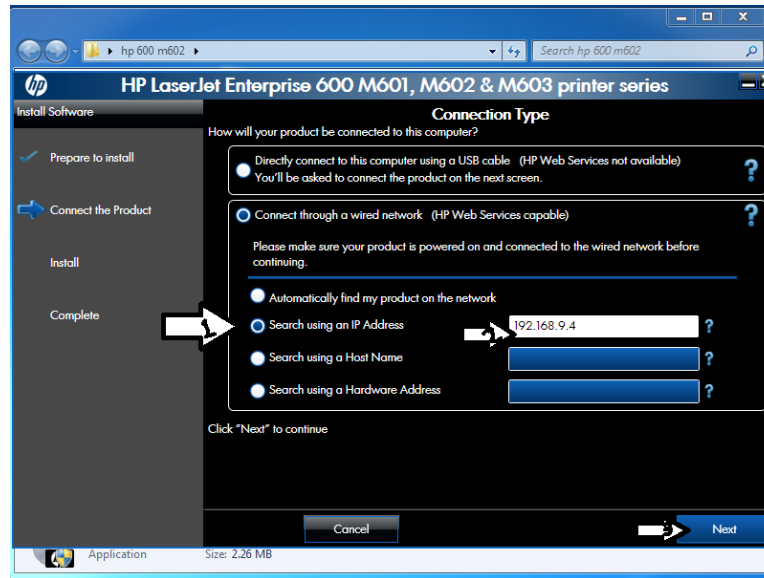 hp 600 m602
Search hp 600 m602
hp
HP LaserJet Enterprise 600 M601, M602 & M603 printer series
Install Software
Connection Type
How will your product be connected to this computer?
Prepare to install
Directly connect to this computer using a USB cable (HP Web Services not available)
You'll be asked to connect the product on the next screen.
?
Connect the Product
Connect through a wired network (HP Web Services capable)
?
Please make sure your product is powered on and connected to the wired network before
continuing.
Install
Automatically find my product on the network
Complete
1.
Search using an IP Address
2.
192.168.9.4
?
Search using a Host Name
?
Search using a Hardware Address
?
Click "Next" to continue
Cancel
Next
Application
Size: 2.26 MB